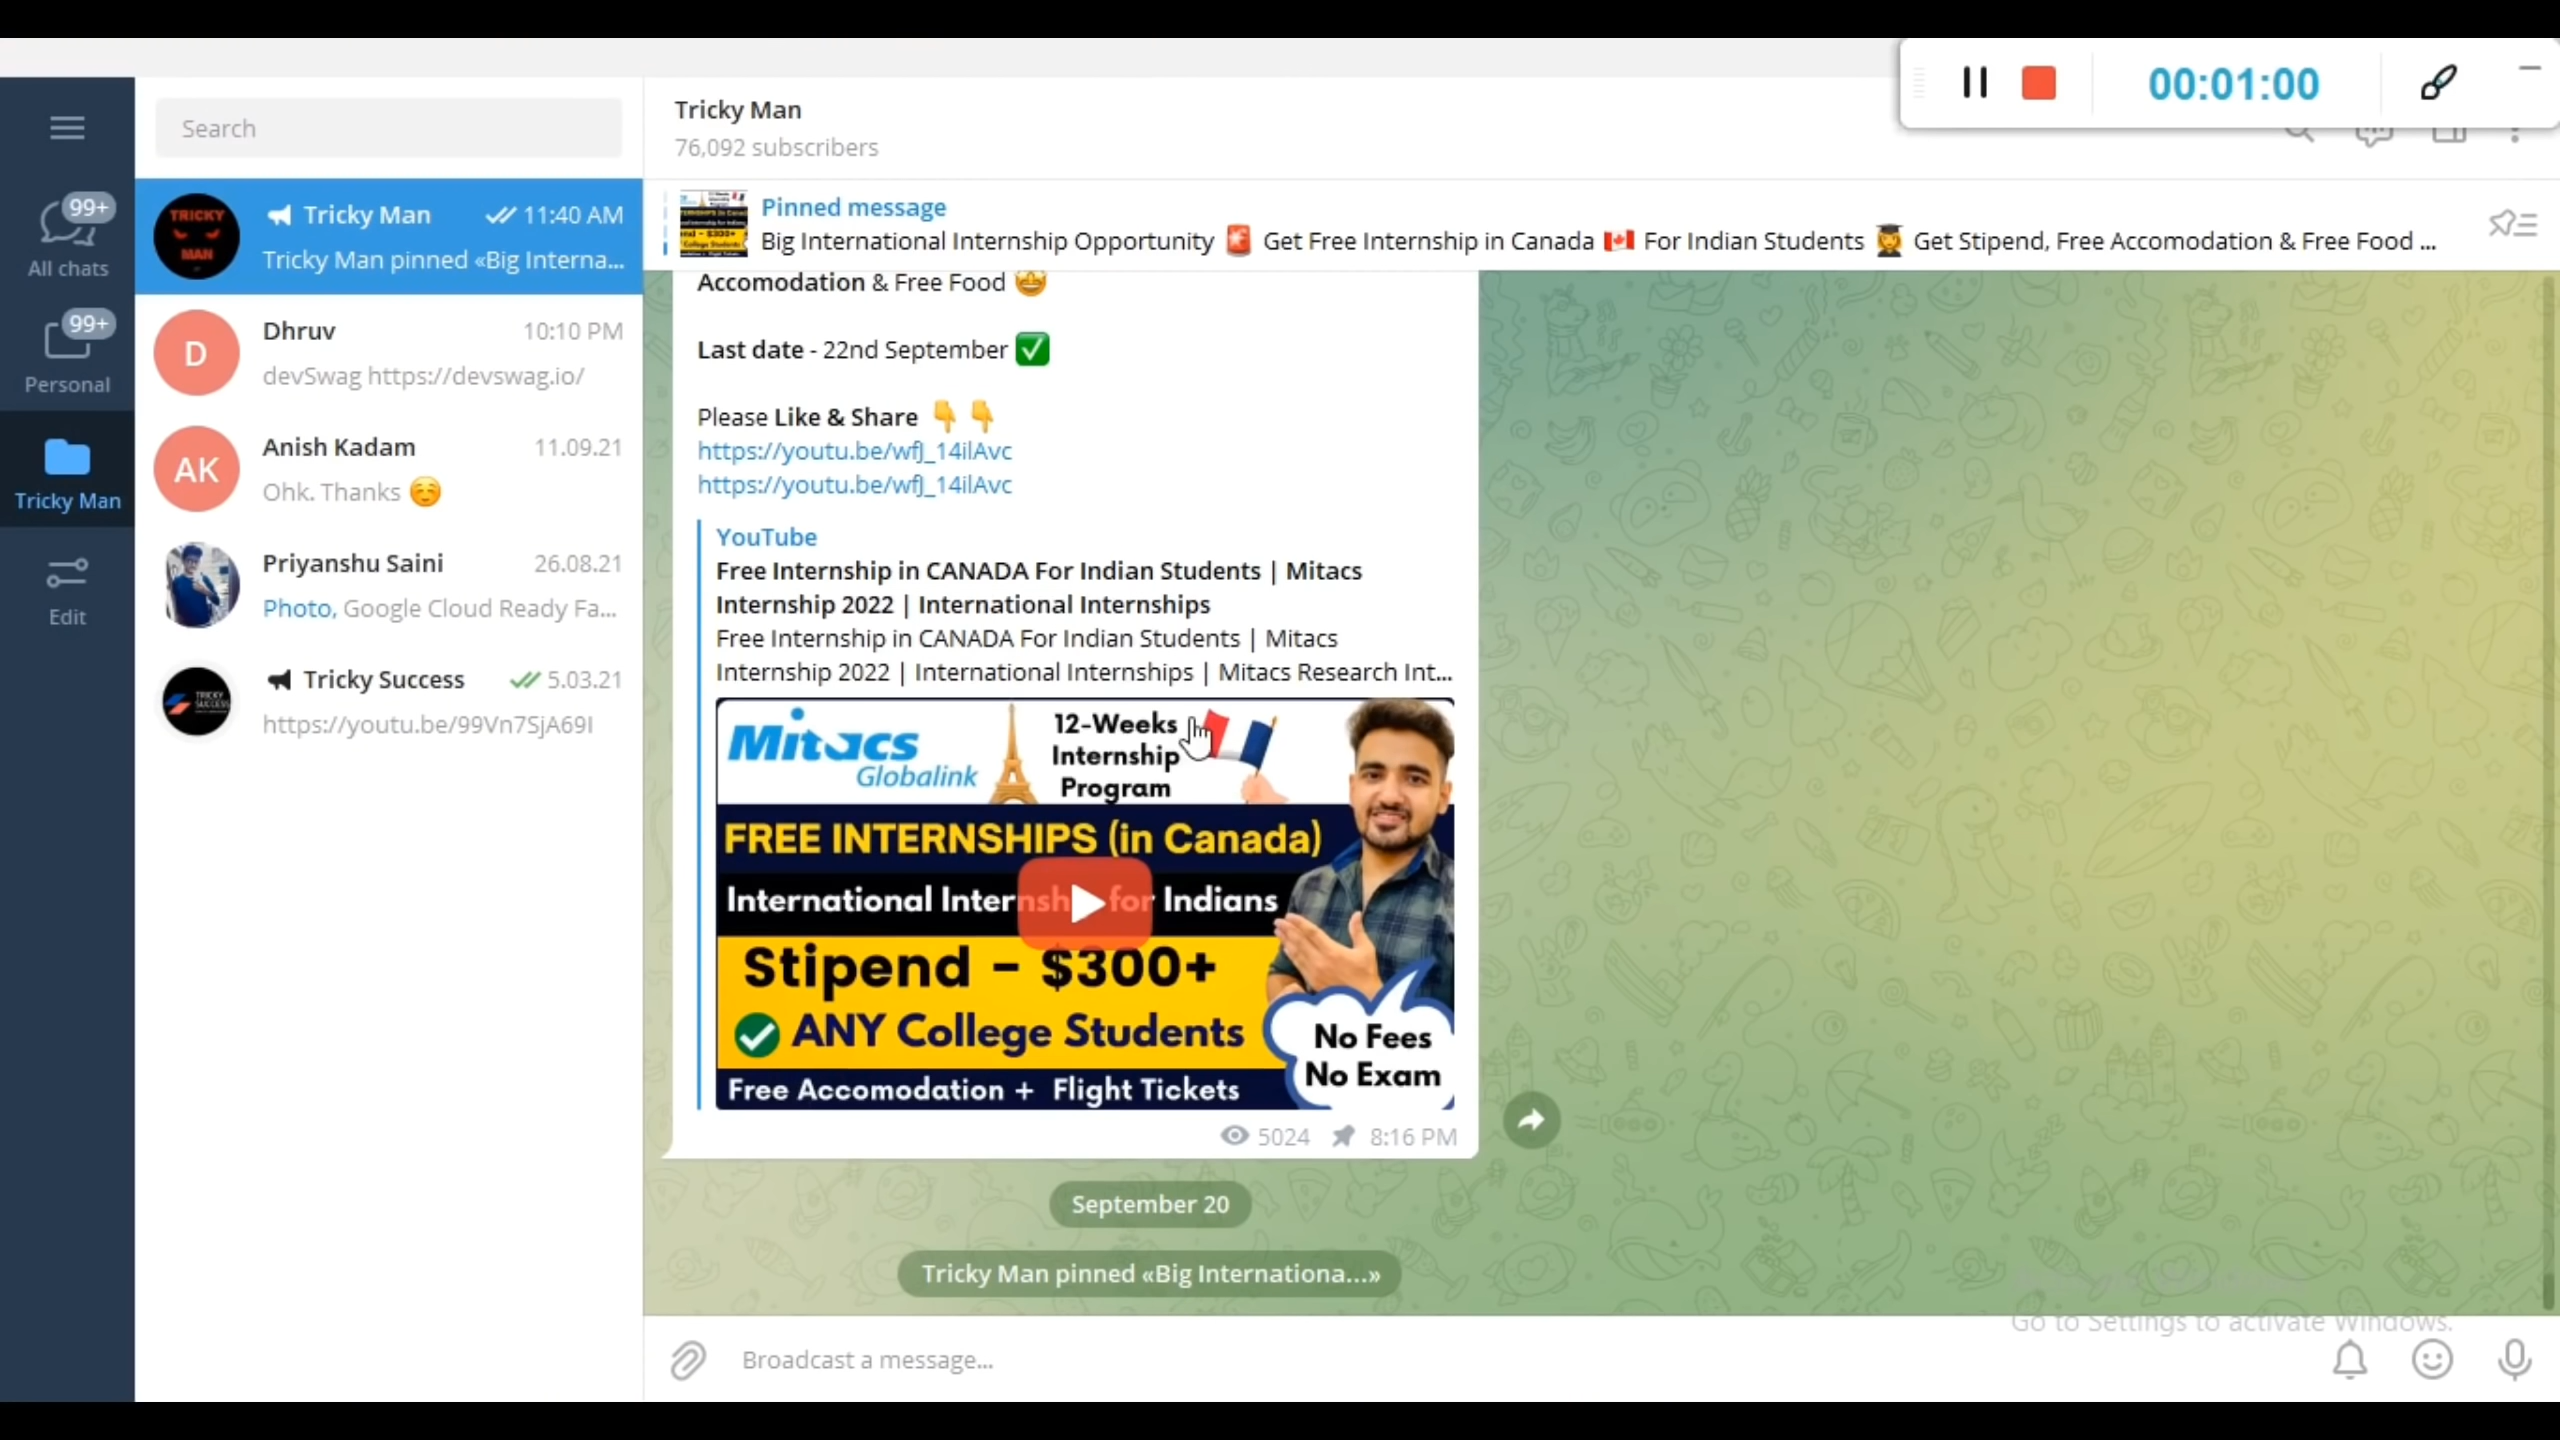 00:01:00
Search
Tricky Man
76,092 subscribers
99+
All chats
99+
Personal
Tricky Man
Edit
Tricky Man 11:40 AM
Tricky Man pinned «Big Interna...
D
Dhruv 10:10 PM
devSwag https://devswag.io/
AK
Anish Kadam 11.09.21
Ohk. Thanks ☺️
Priyanshu Saini 26.08.21
Photo, Google Cloud Ready Fa...
Tricky Success 5.03.21
https://youtu.be/99Vn7SjA69I
TRICKY
MAN
TRICKY
SUCCESS
Pinned message
Big International Internship Opportunity 🚨 Get Free Internship in Canada 🇨🇦 For Indian Students 👩‍🎓 Get Stipend, Free Accomodation & Free Food ...
Accomodation & Free Food 🤩
Last date - 22nd September ✅
Please Like & Share 👇👇
https://youtu.be/wfJ_14ilAvc
https://youtu.be/wfJ_14ilAvc
YouTube
Free Internship in CANADA For Indian Students | Mitacs
Internship 2022 | International Internships
Free Internship in CANADA For Indian Students | Mitacs
Internship 2022 | International Internships | Mitacs Research Int...
Mitacs
Globalink
12-Weeks
Internship
Program
FREE INTERNSHIPS (in Canada)
International Internship for Indians
Stipend - $300+
ANY College Students
Free Accomodation + Flight Tickets
No Fees
No Exam
5024 8:16 PM
September 20
Tricky Man pinned «Big Internationa...»
Go to Settings to activate Windows.
Broadcast a message...